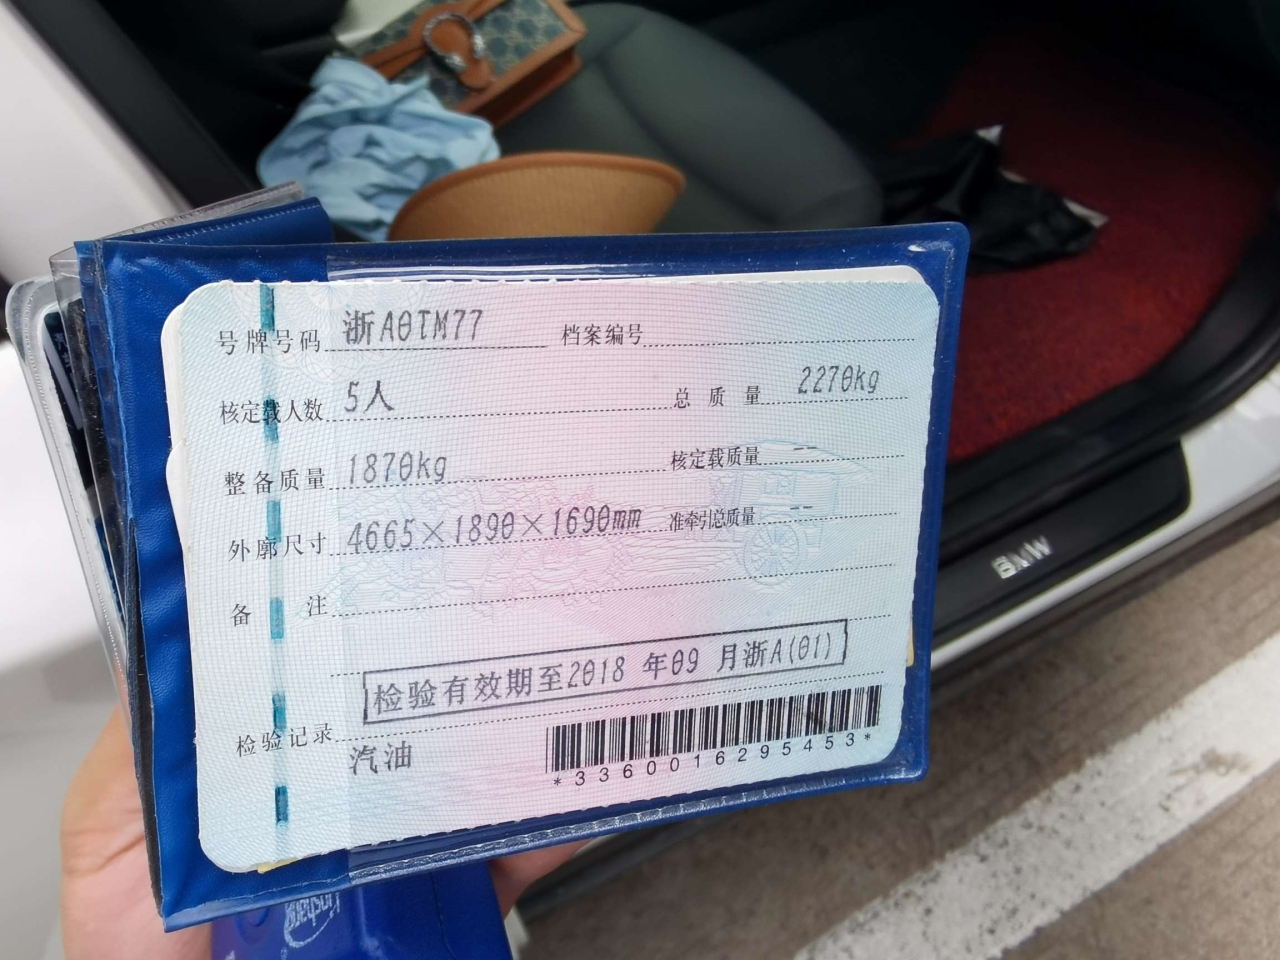 号牌号码 浙A0TM77 档案编号
核定载人数 5人 总质量 2270kg
整备质量 1870kg 核定载质量 --
外廓尺寸 4665×1890×1690mm 准牵引总质量 --
备注
检验有效期至2018年09月浙A(01)
检验记录 汽油
*3360016295453*
BMW